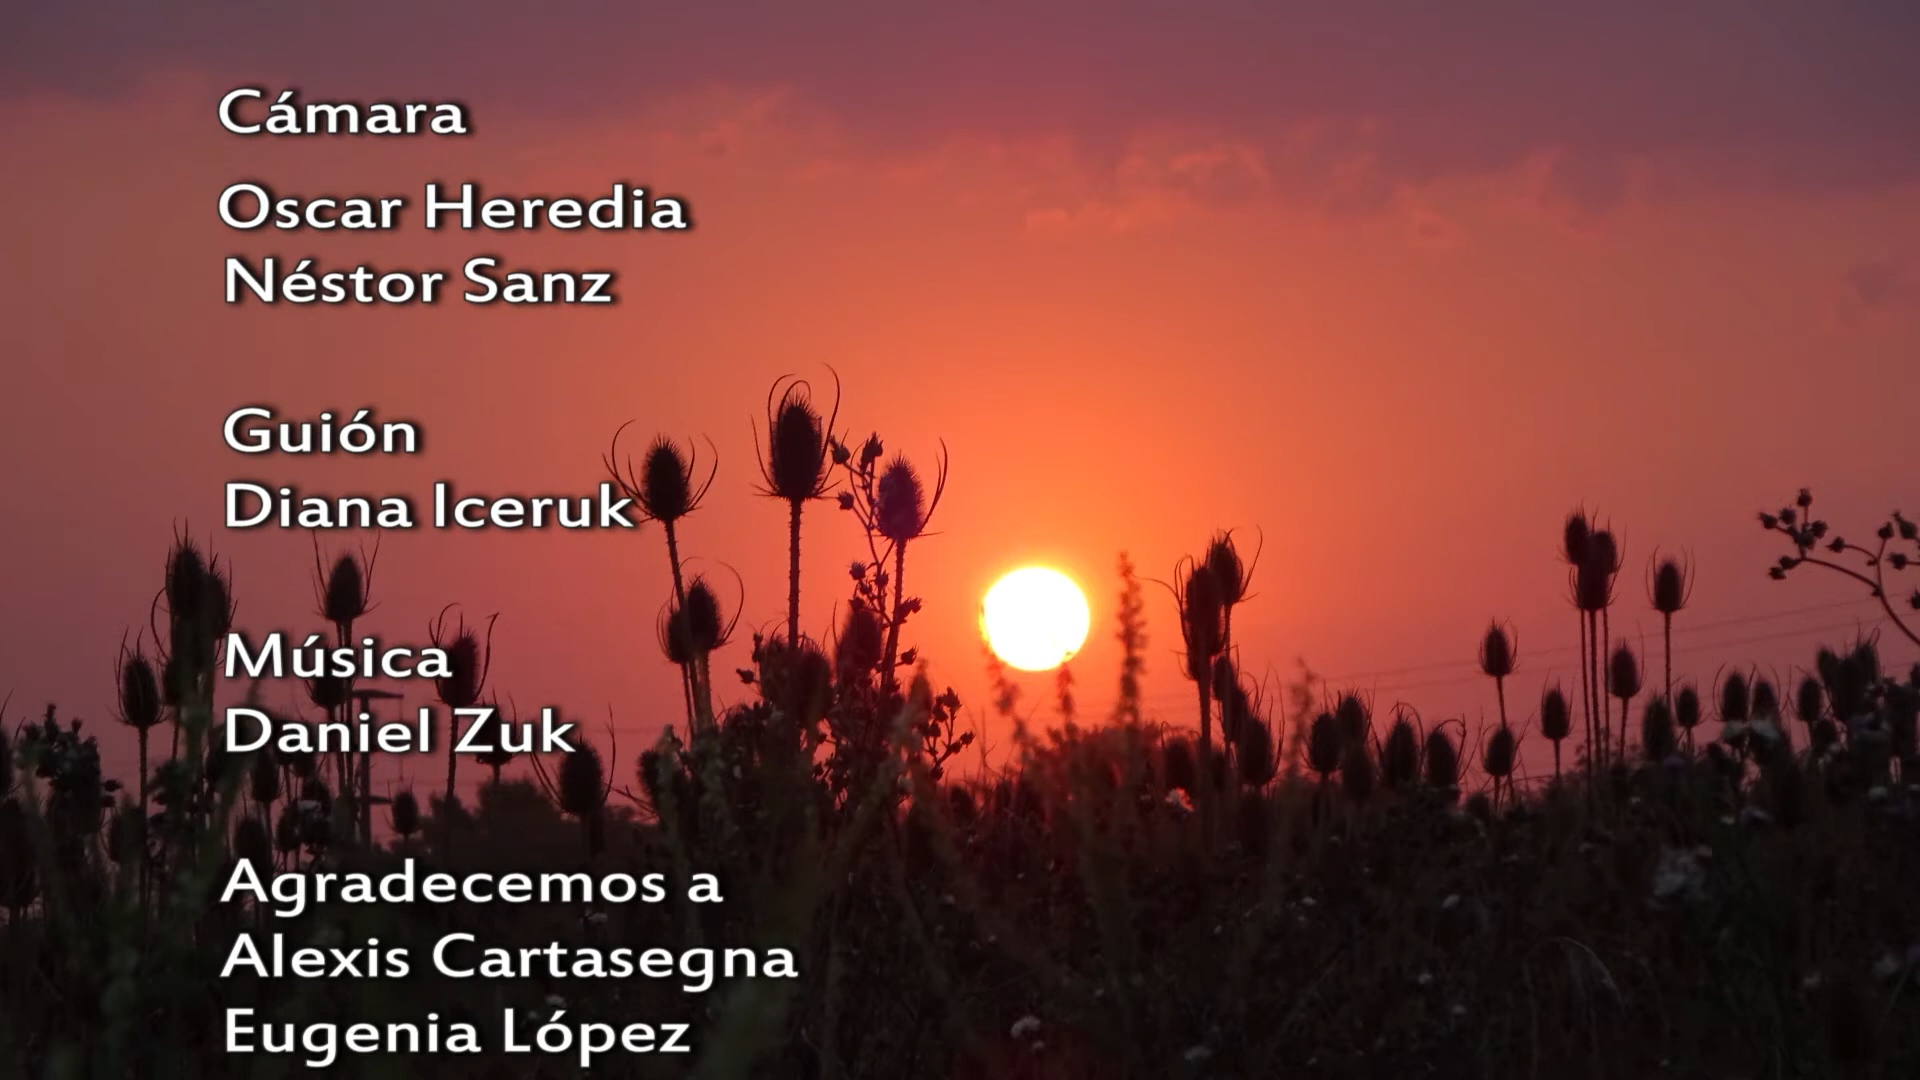 Cámara
Oscar Heredia
Néstor Sanz
Guión
Diana Iceruk
Música
Daniel Zuk
Agradecemos a
Alexis Cartasegna
Eugenia López